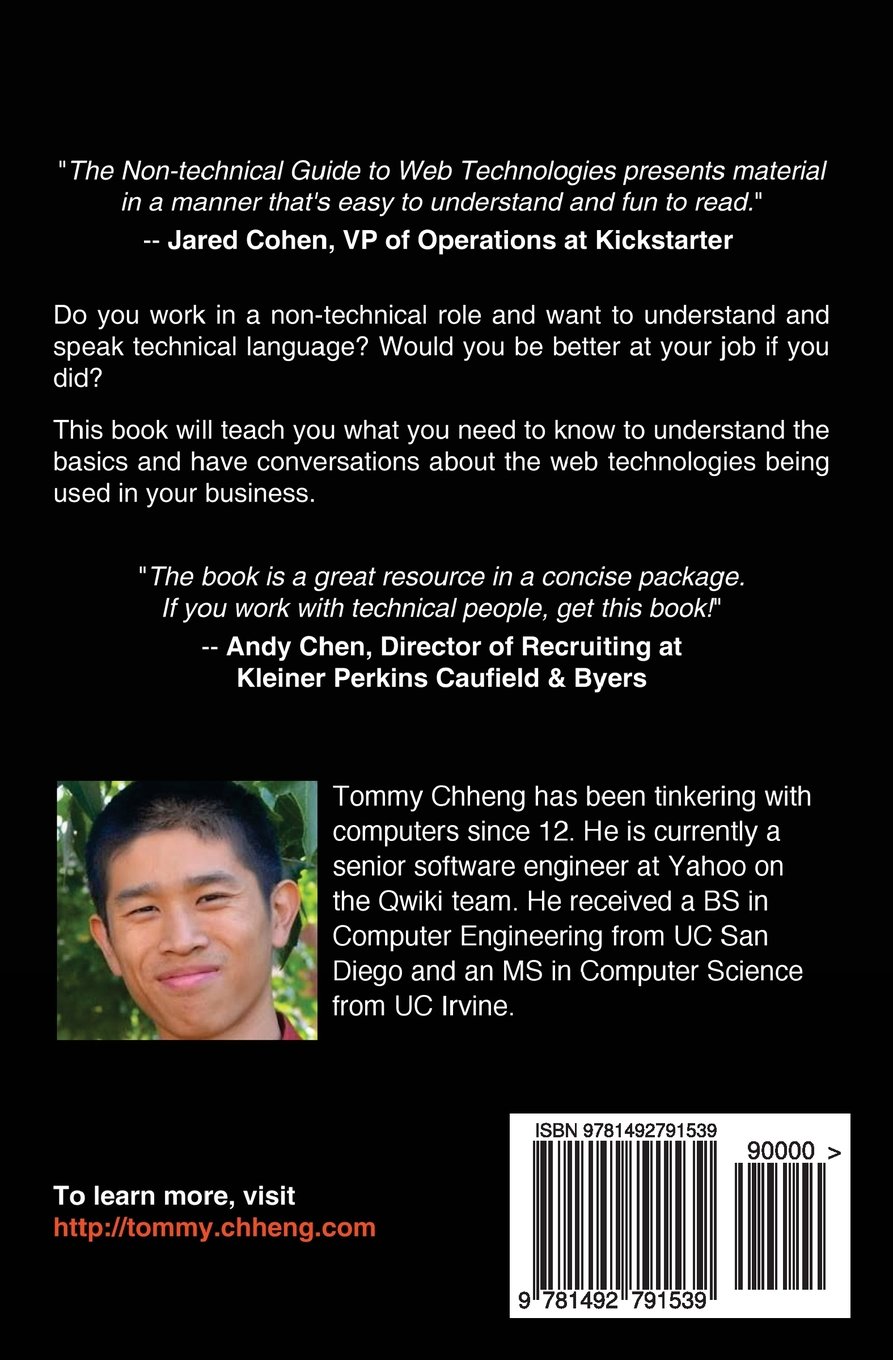 "The Non-technical Guide to Web Technologies presents material
in a manner that's easy to understand and fun to read."
-- Jared Cohen, VP of Operations at Kickstarter
Do you work in a non-technical role and want to understand and
speak technical language? Would you be better at your job if you
did?
This book will teach you what you need to know to understand the
basics and have conversations about the web technologies being
used in your business.
"The book is a great resource in a concise package.
If you work with technical people, get this book!"
-- Andy Chen, Director of Recruiting at
Kleiner Perkins Caufield & Byers
Tommy Chheng has been tinkering with
computers since 12. He is currently a
senior software engineer at Yahoo on
the Qwiki team. He received a BS in
Computer Engineering from UC San
Diego and an MS in Computer Science
from UC Irvine.
To learn more, visit
http://tommy.chheng.com
ISBN 9781492791539
90000 >
9 781492 791539